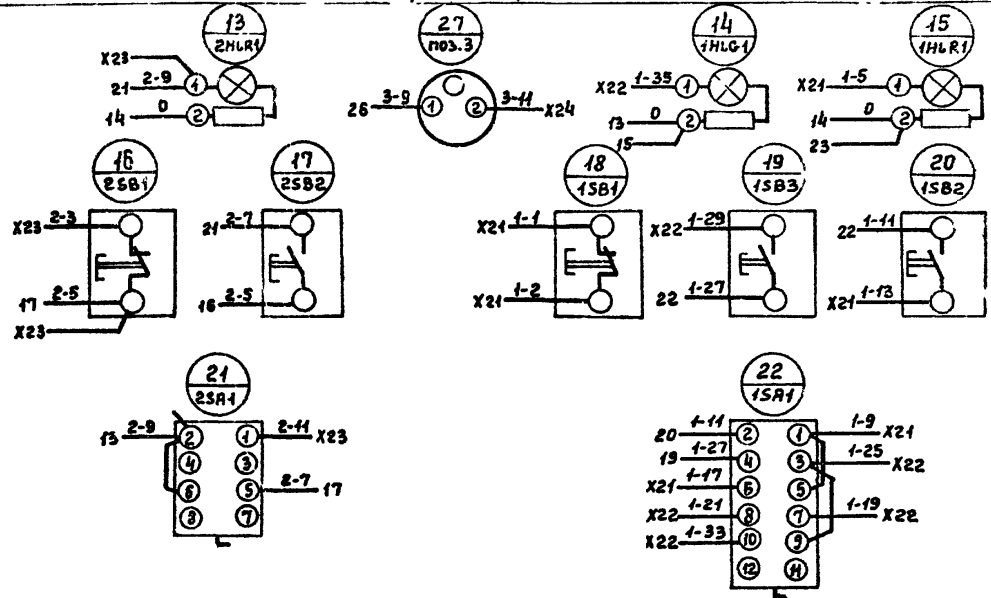 13
2HLR1
X23
21 2-9 1
14 0 2
27
поз.3
26 3-9 1 2 3-11 X24
14
1HLG1
X22 1-35 1
13 0 2
15
15
1HLR1
X21 1-5 1
14 0 2
23
16
2SB1
X23 2-3
17 2-5
X23
17
2SB2
21 2-7
16 2-5
18
1SB1
X21 1-1
X21 1-2
19
1SB3
X22 1-29
22 1-27
20
1SB2
22 1-11
X21 1-13
21
2SA1
13 2-9 2 1 2-11 X23
4 3
6 5 2-7 17
8 7
22
1SA1
20 1-11 2 1 1-9 X21
19 1-27 4 3 1-25 X22
X21 1-17 6 5
X22 1-21 8 7 1-19 X22
X22 1-33 10 9
12 11